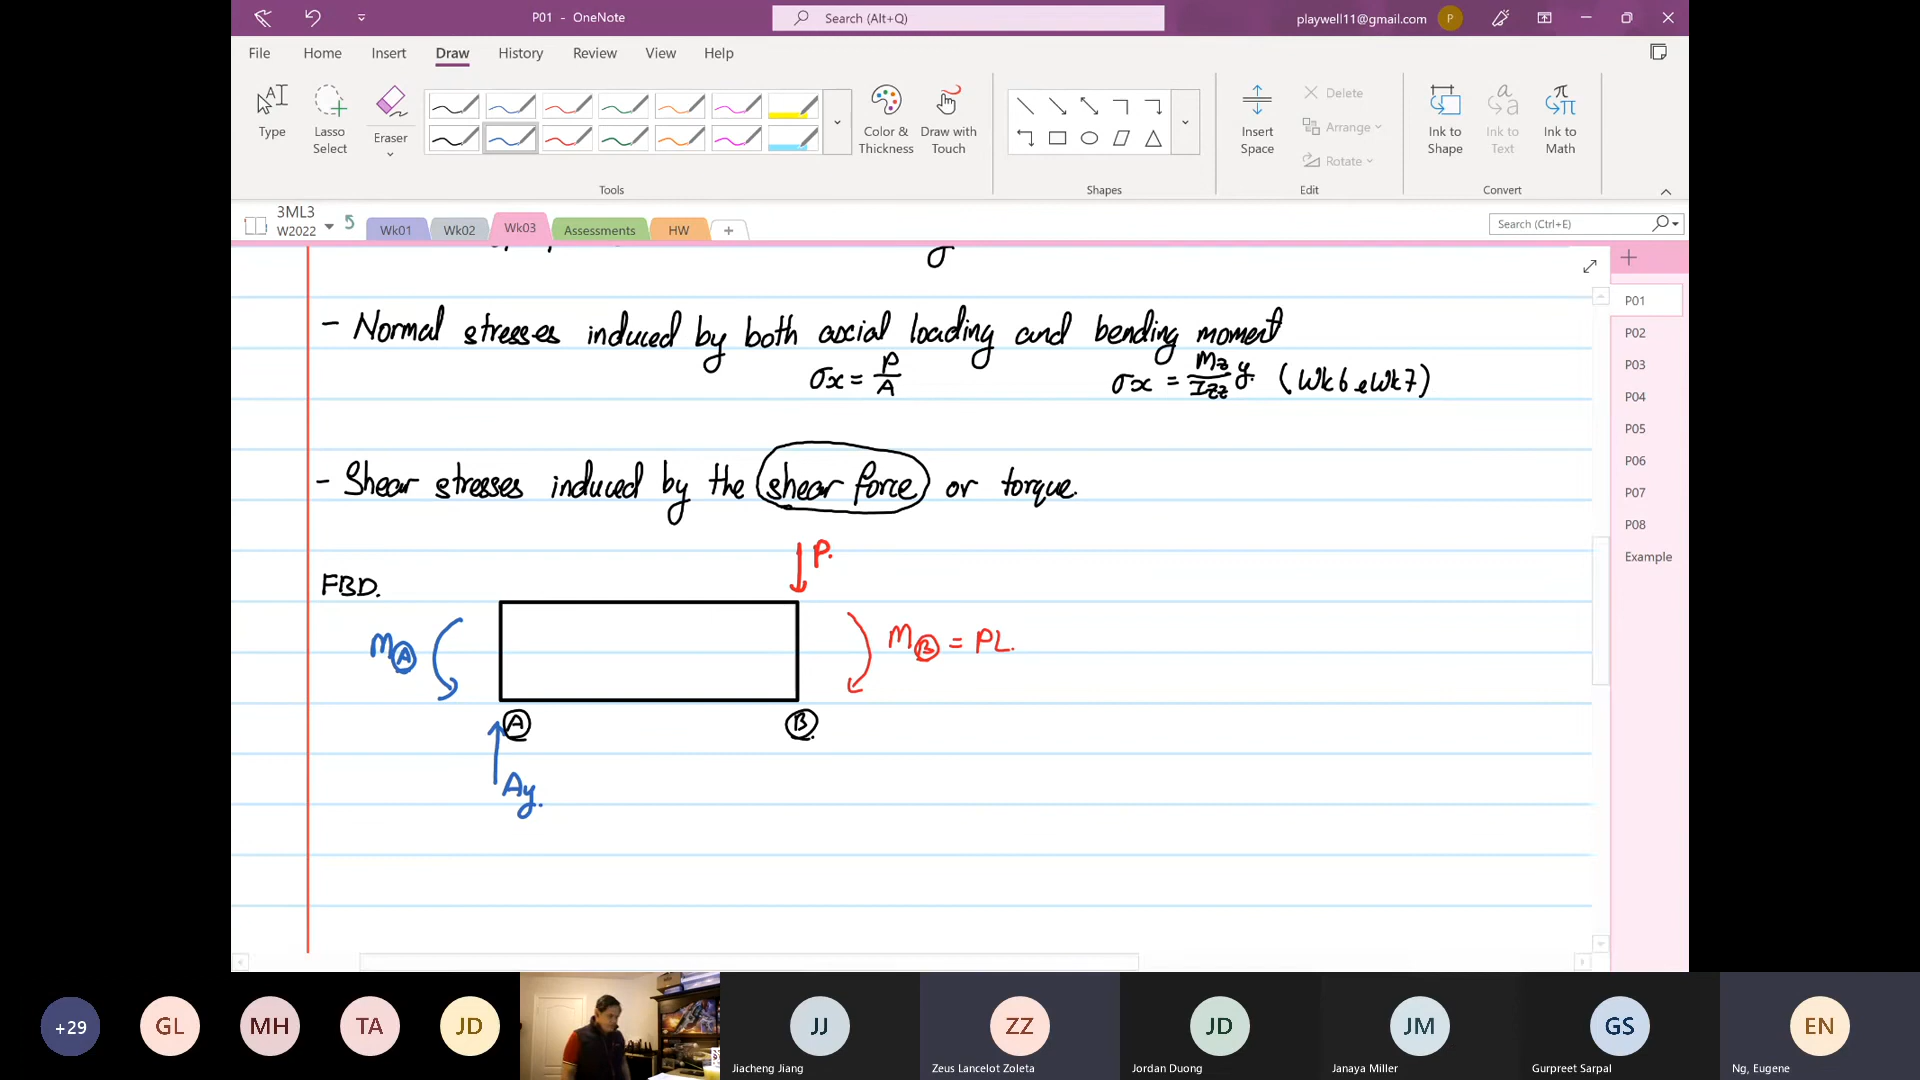 P01 - OneNote
Search (Alt+Q)
playwell11@gmail.com
P
File
Home
Insert
Draw
History
Review
View
Help
Type
Lasso Select
Eraser
Color & Thickness
Draw with Touch
Insert Space
Delete
Arrange
Rotate
Ink to Shape
Ink to Text
Ink to Math
Tools
Shapes
Edit
Convert
3ML3
W2022
Wk01
Wk02
Wk03
Assessments
HW
Search (Ctrl+E)
P01
P02
P03
P04
P05
P06
P07
P08
Example
- Normal stresses induced by both axial loading and bending moment
σx = P/A
σx = Mz/Izz y (Wk6 & Wk7)
- Shear stresses induced by the shear force or torque.
P.
FBD.
MA
MB = PL.
A
B
Ay.
+29
GL
MH
TA
JD
JJ
ZZ
JD
JM
GS
EN
Jiacheng Jiang
Zeus Lancelot Zoleta
Jordan Duong
Janaya Miller
Gurpreet Sarpal
Ng, Eugene